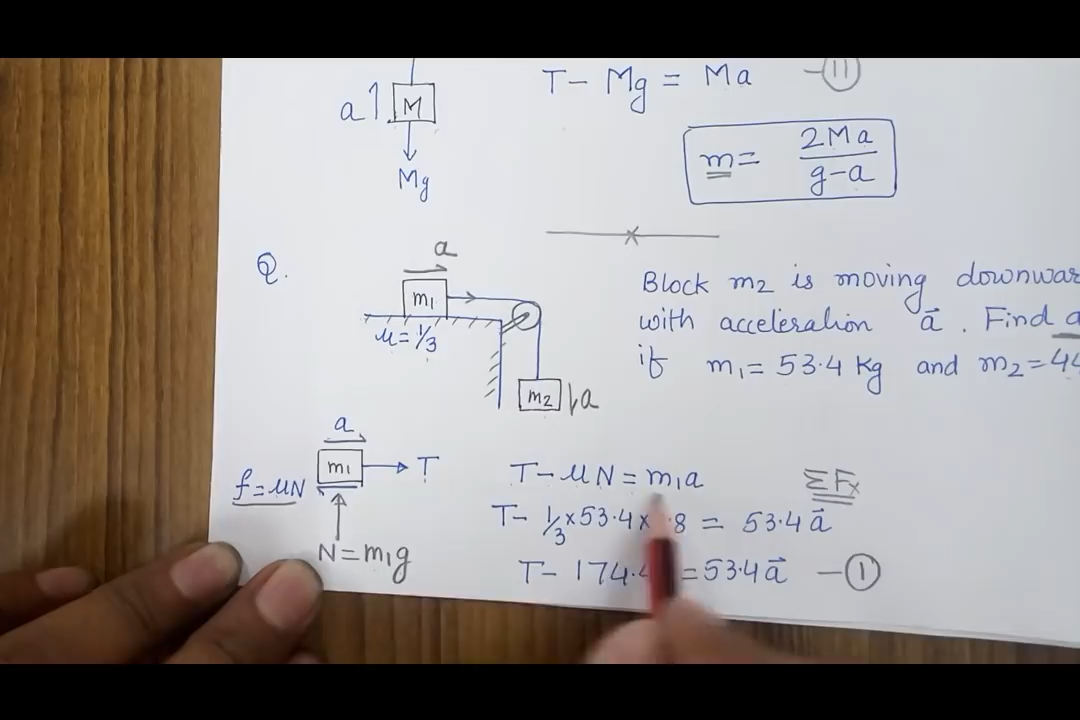 T - Mg = Ma - 11
a M
Mg
m = 2Ma / g-a
Q.
a
m1
μ = 1/3
m2 a
Block m2 is moving
with acceleration a⃗. Find
if m1 = 53.4 Kg and m2 =
a
m1 T
f = μN
N = m1g
T - μN = m1a ΣFx
T - 1/3 × 53.4 × .8 = 53.4 a⃗
T - 174. = 53.4 a⃗ - 1